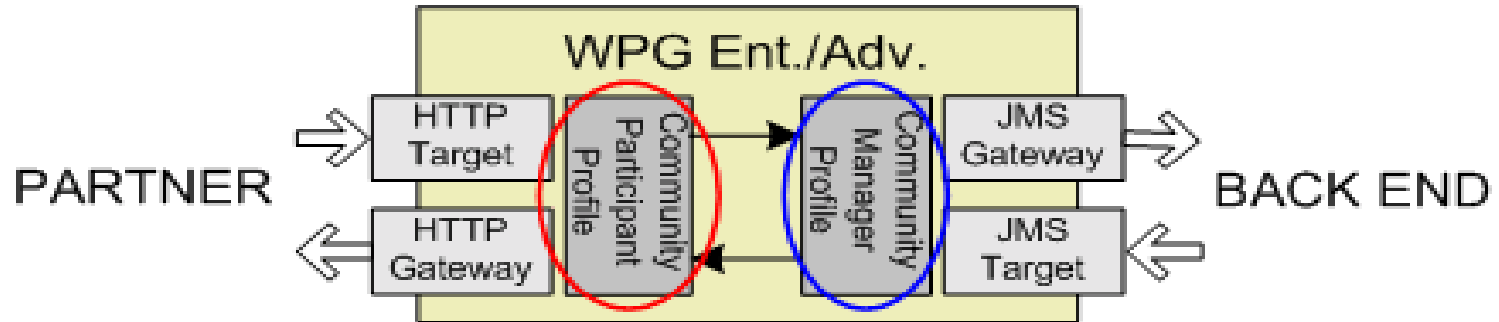 WPG Ent./Adv.
PARTNER
HTTP
Target
HTTP
Gateway
Community
Participant
Profile
Community
Manager
Profile
JMS
Gateway
JMS
Target
BACK END